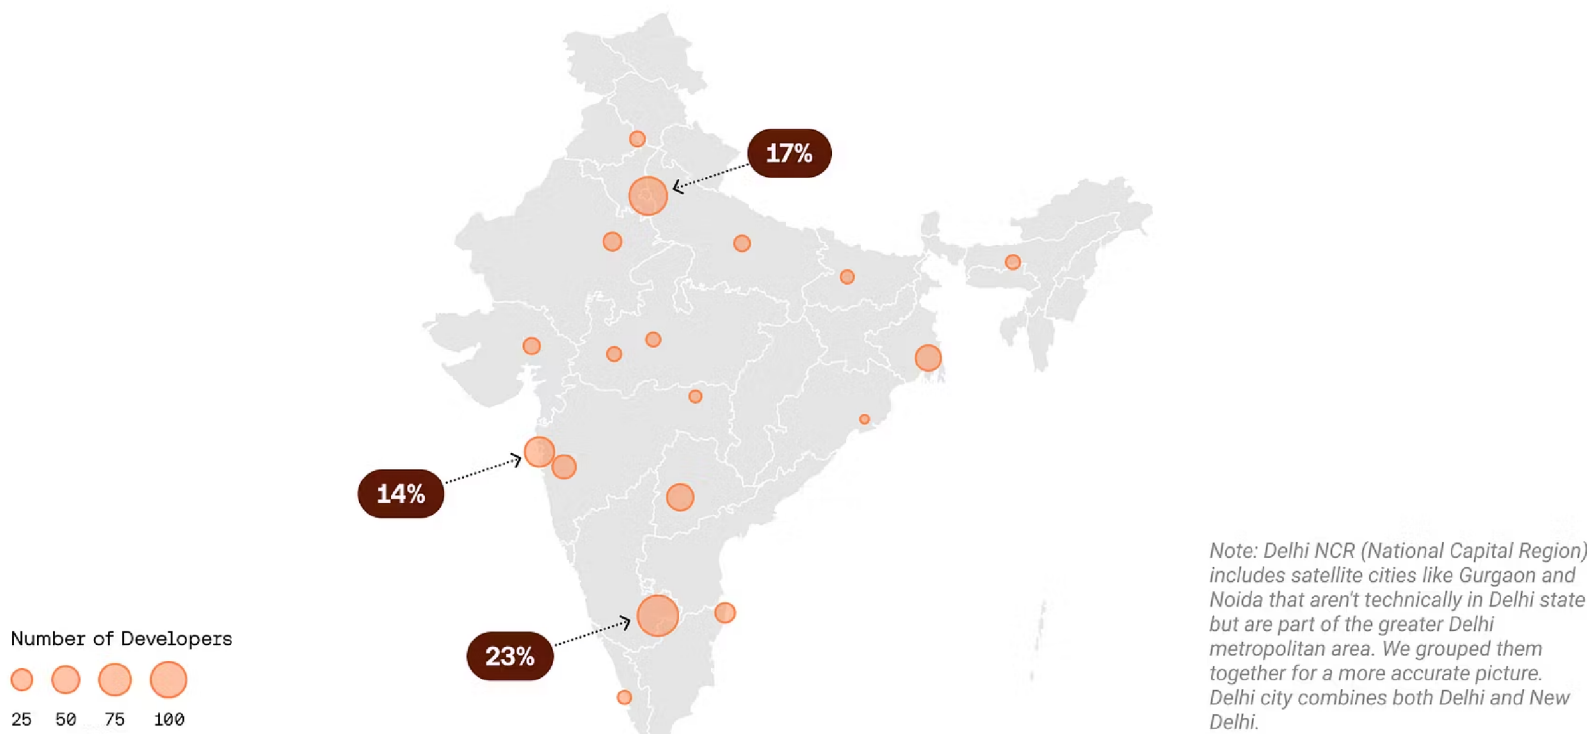 17%
14%
23%
Number of Developers
25 50 75 100
Note: Delhi NCR (National Capital Region)
includes satellite cities like Gurgaon and
Noida that aren't technically in Delhi state
but are part of the greater Delhi
metropolitan area. We grouped them
together for a more accurate picture.
Delhi city combines both Delhi and New
Delhi.